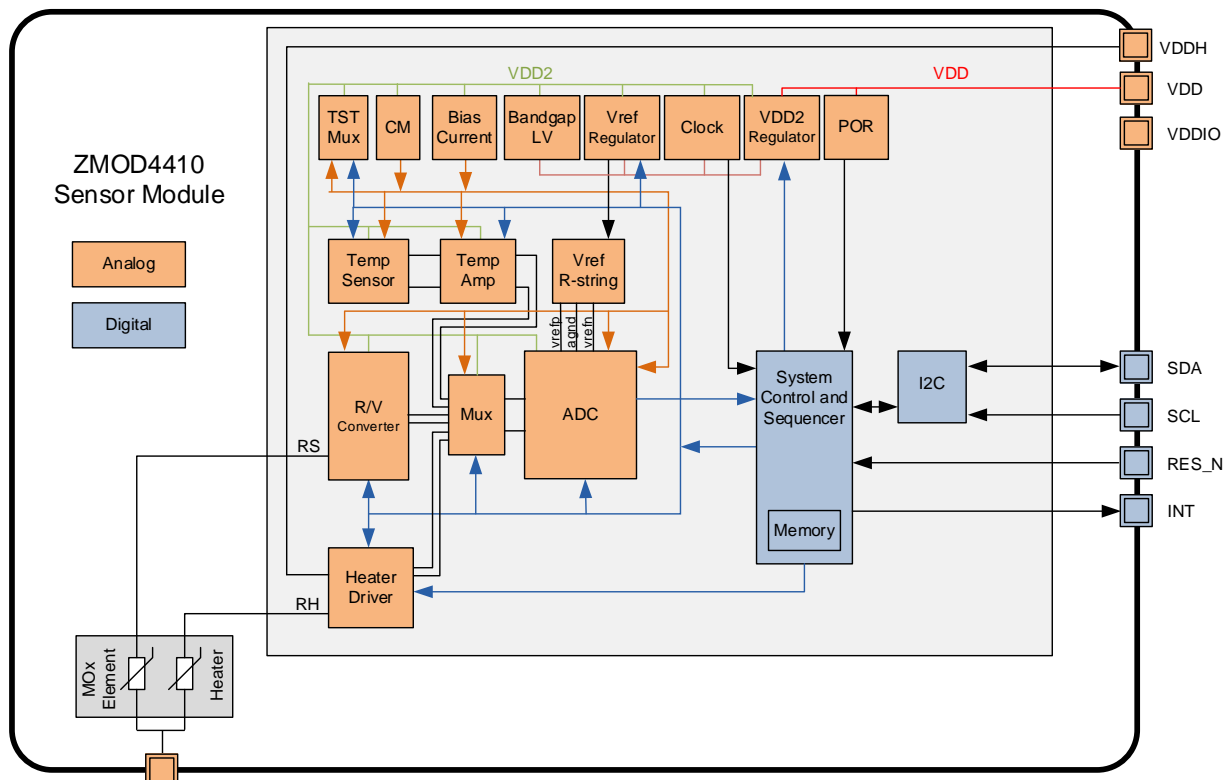 VDDH
VDD2
VDD
VDD
TST
Mux
CM
Bias
Current
Bandgap
LV
Vref
Regulator
Clock
VDD2
Regulator
POR
VDDIO
ZMOD4410
Sensor Module
Analog
Digital
Temp
Sensor
Temp
Amp
Vref
R-string
vrefp
agnd
vrefn
R/V
Converter
Mux
ADC
System
Control and
Sequencer
Memory
I2C
SDA
SCL
RES_N
INT
RS
Heater
Driver
RH
MOx
Element
Heater